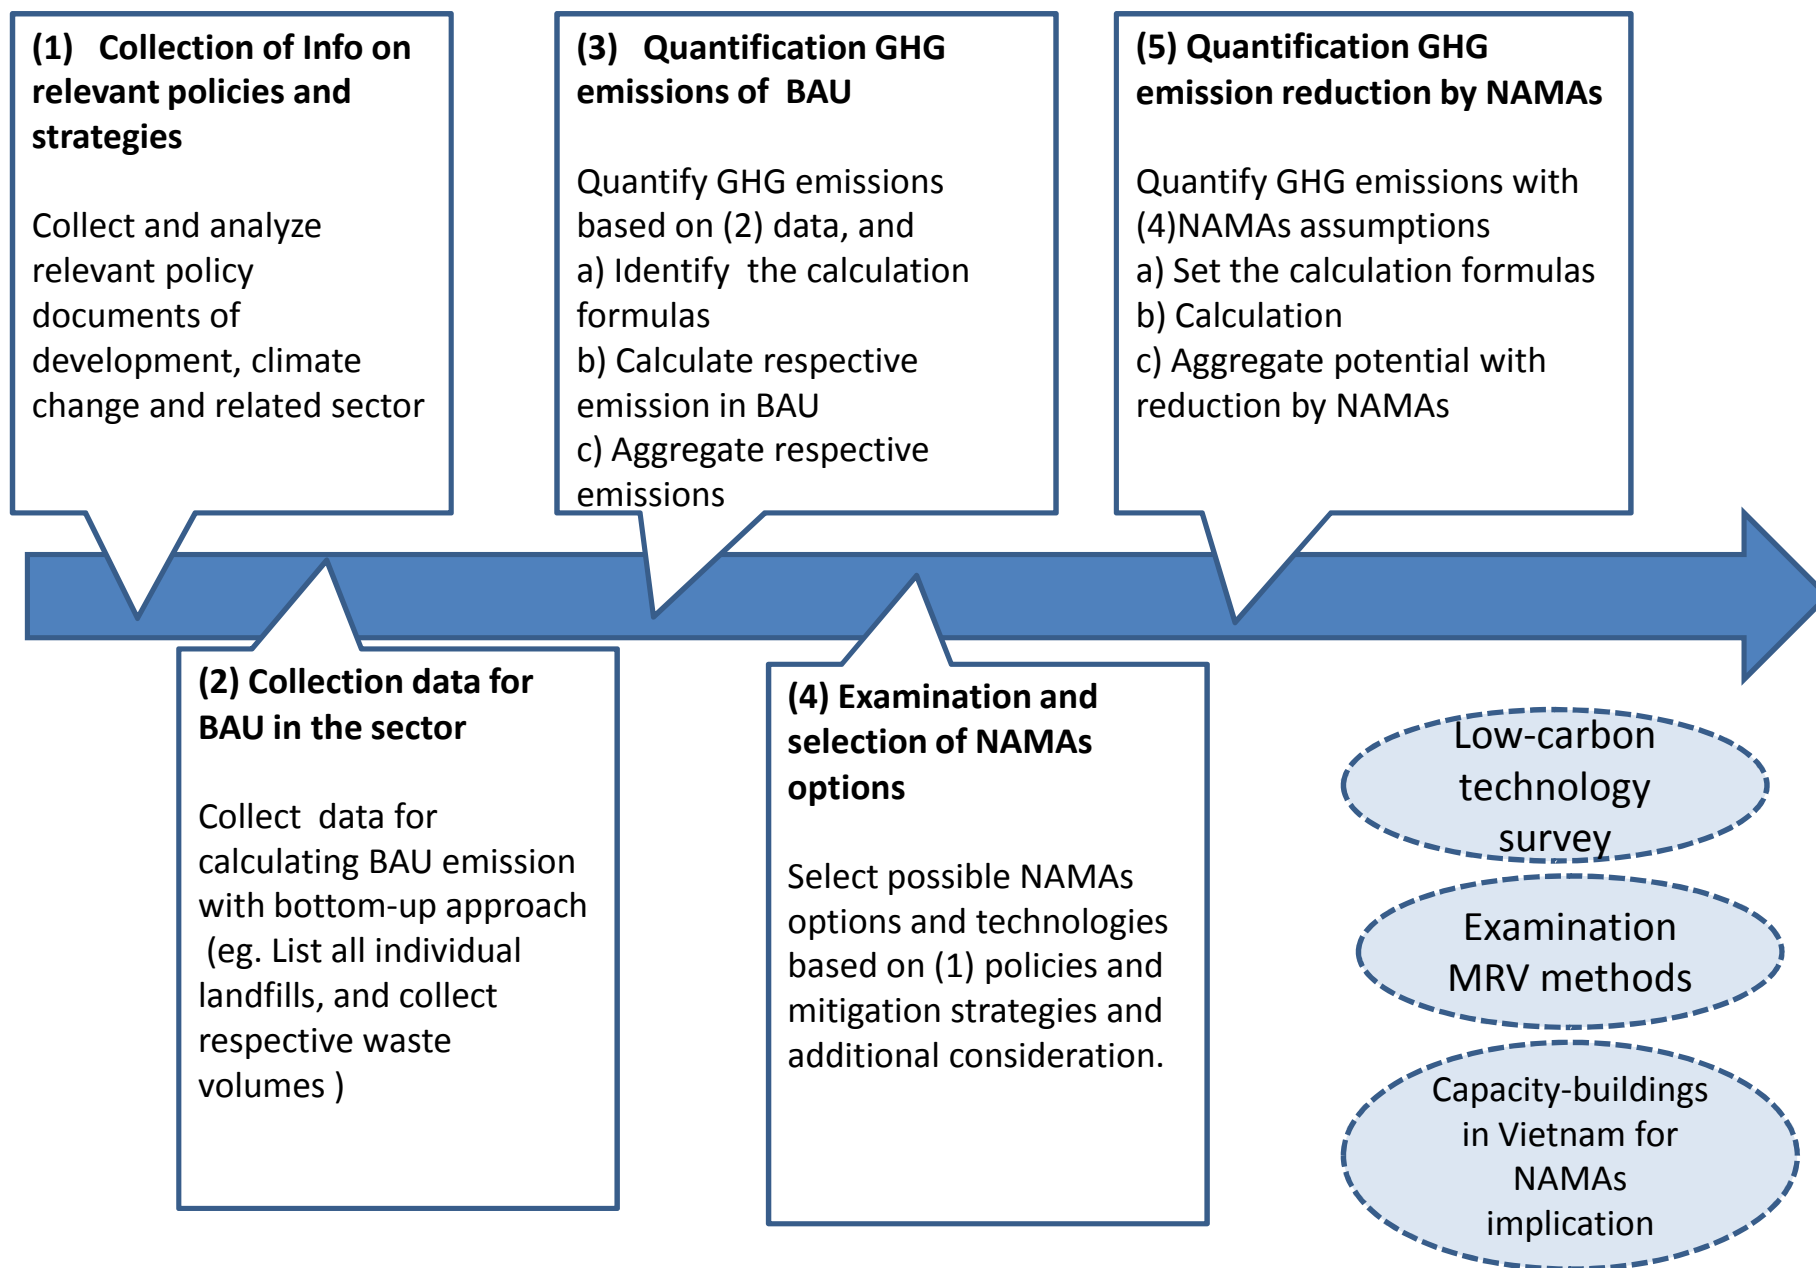 (1) Collection of Info on
relevant policies and
strategies
Collect and analyze
relevant policy
documents of
development, climate
change and related sector
(3) Quantification GHG
emissions of BAU
Quantify GHG emissions
based on (2) data, and
a) Identify the calculation
formulas
b) Calculate respective
emission in BAU
c) Aggregate respective
emissions
(5) Quantification GHG
emission reduction by NAMAs
Quantify GHG emissions with
(4)NAMAs assumptions
a) Set the calculation formulas
b) Calculation
c) Aggregate potential with
reduction by NAMAs
(2) Collection data for
BAU in the sector
Collect data for
calculating BAU emission
with bottom-up approach
(eg. List all individual
landfills, and collect
respective waste
volumes )
(4) Examination and
selection of NAMAs
options
Select possible NAMAs
options and technologies
based on (1) policies and
mitigation strategies and
additional consideration.
Low-carbon
technology
survey
Examination
MRV methods
Capacity-buildings
in Vietnam for
NAMAs
implication